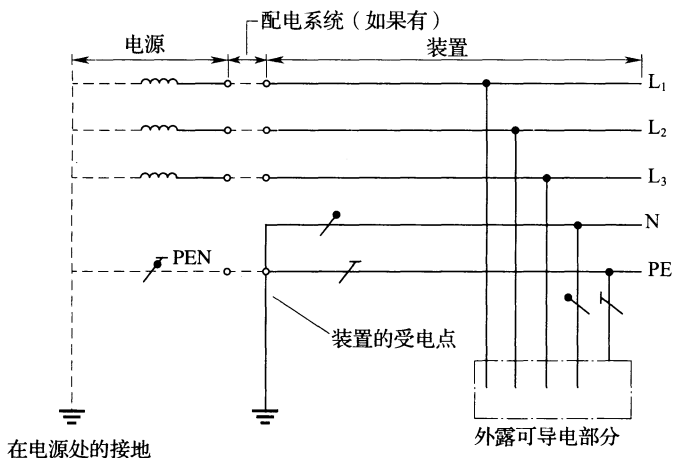 配电系统（如果有）
电源
装置
L₁
L₂
L₃
N
PEN
PE
装置的受电点
外露可导电部分
在电源处的接地